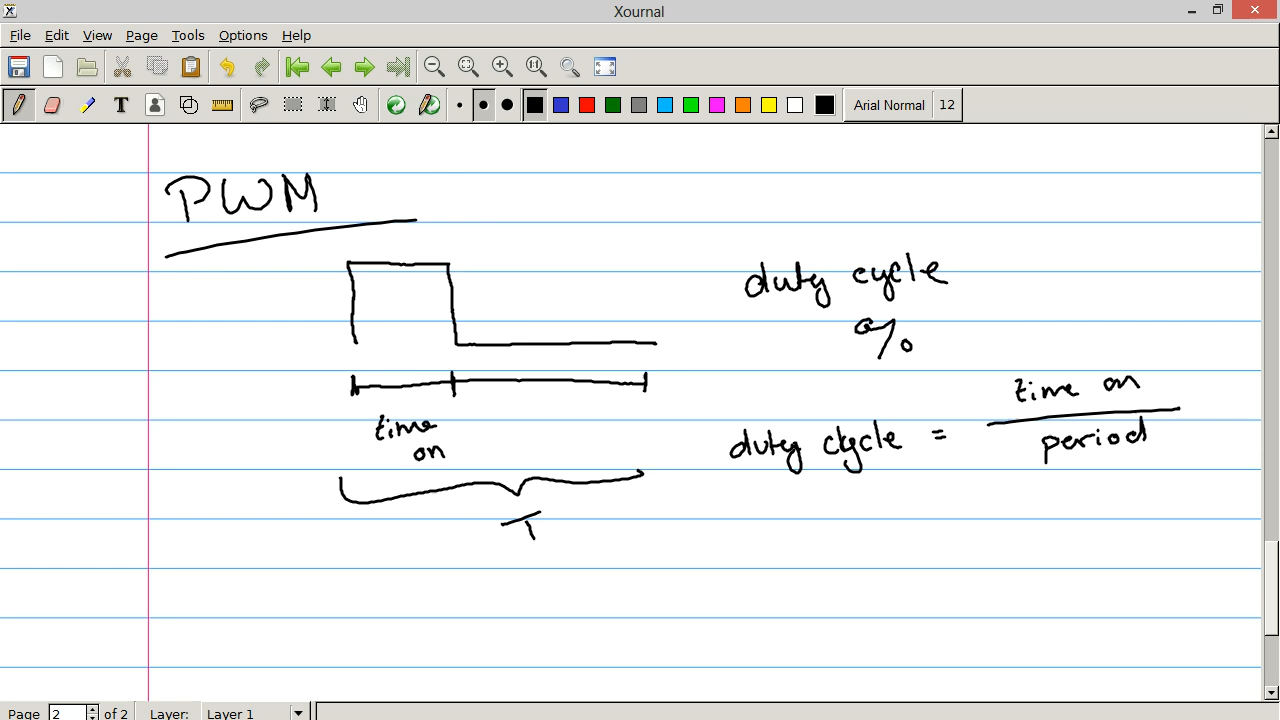 Xournal
File Edit View Page Tools Options Help
T Arial Normal 12
PWM
duty cycle
%
time on
duty clycle = time on
period
T
Page 2 of 2 Layer: Layer 1